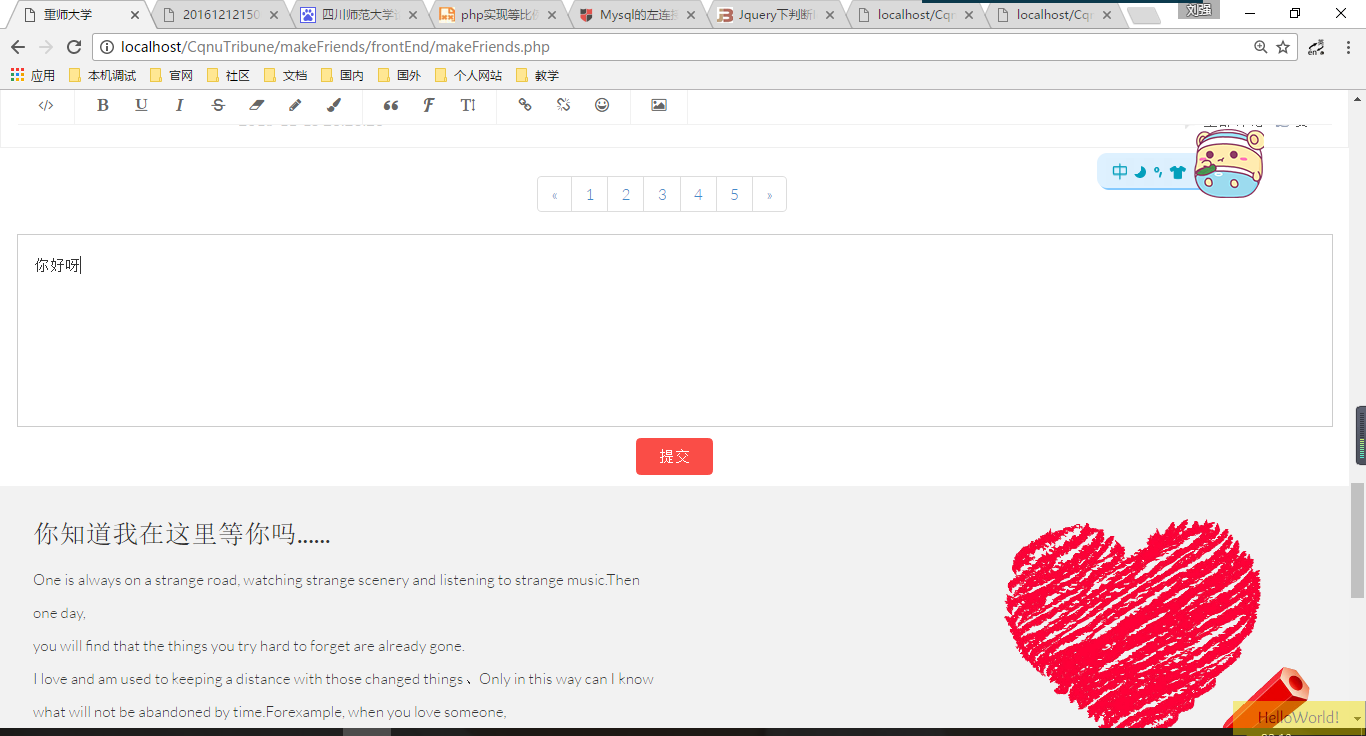 重师大学
20161212150
四川师范大学
php实现等比
Mysql的左连接
Jquery下判断
localhost/Cqn
localhost/Cqn
刘强
localhost/CqnuTribune/makeFriends/frontEnd/makeFriends.php
应用 本机调试 官网 社区 文档 国内 国外 个人网站 教学
</> B U I S F TI
中
« 1 2 3 4 5 »
你好呀
提交
你知道我在这里等你吗......
One is always on a strange road, watching strange scenery and listening to strange music.Then
one day,
you will find that the things you try hard to forget are already gone.
I love and am used to keeping a distance with those changed things、Only in this way can I know
what will not be abandoned by time.Forexample, when you love someone,
HelloWorld!